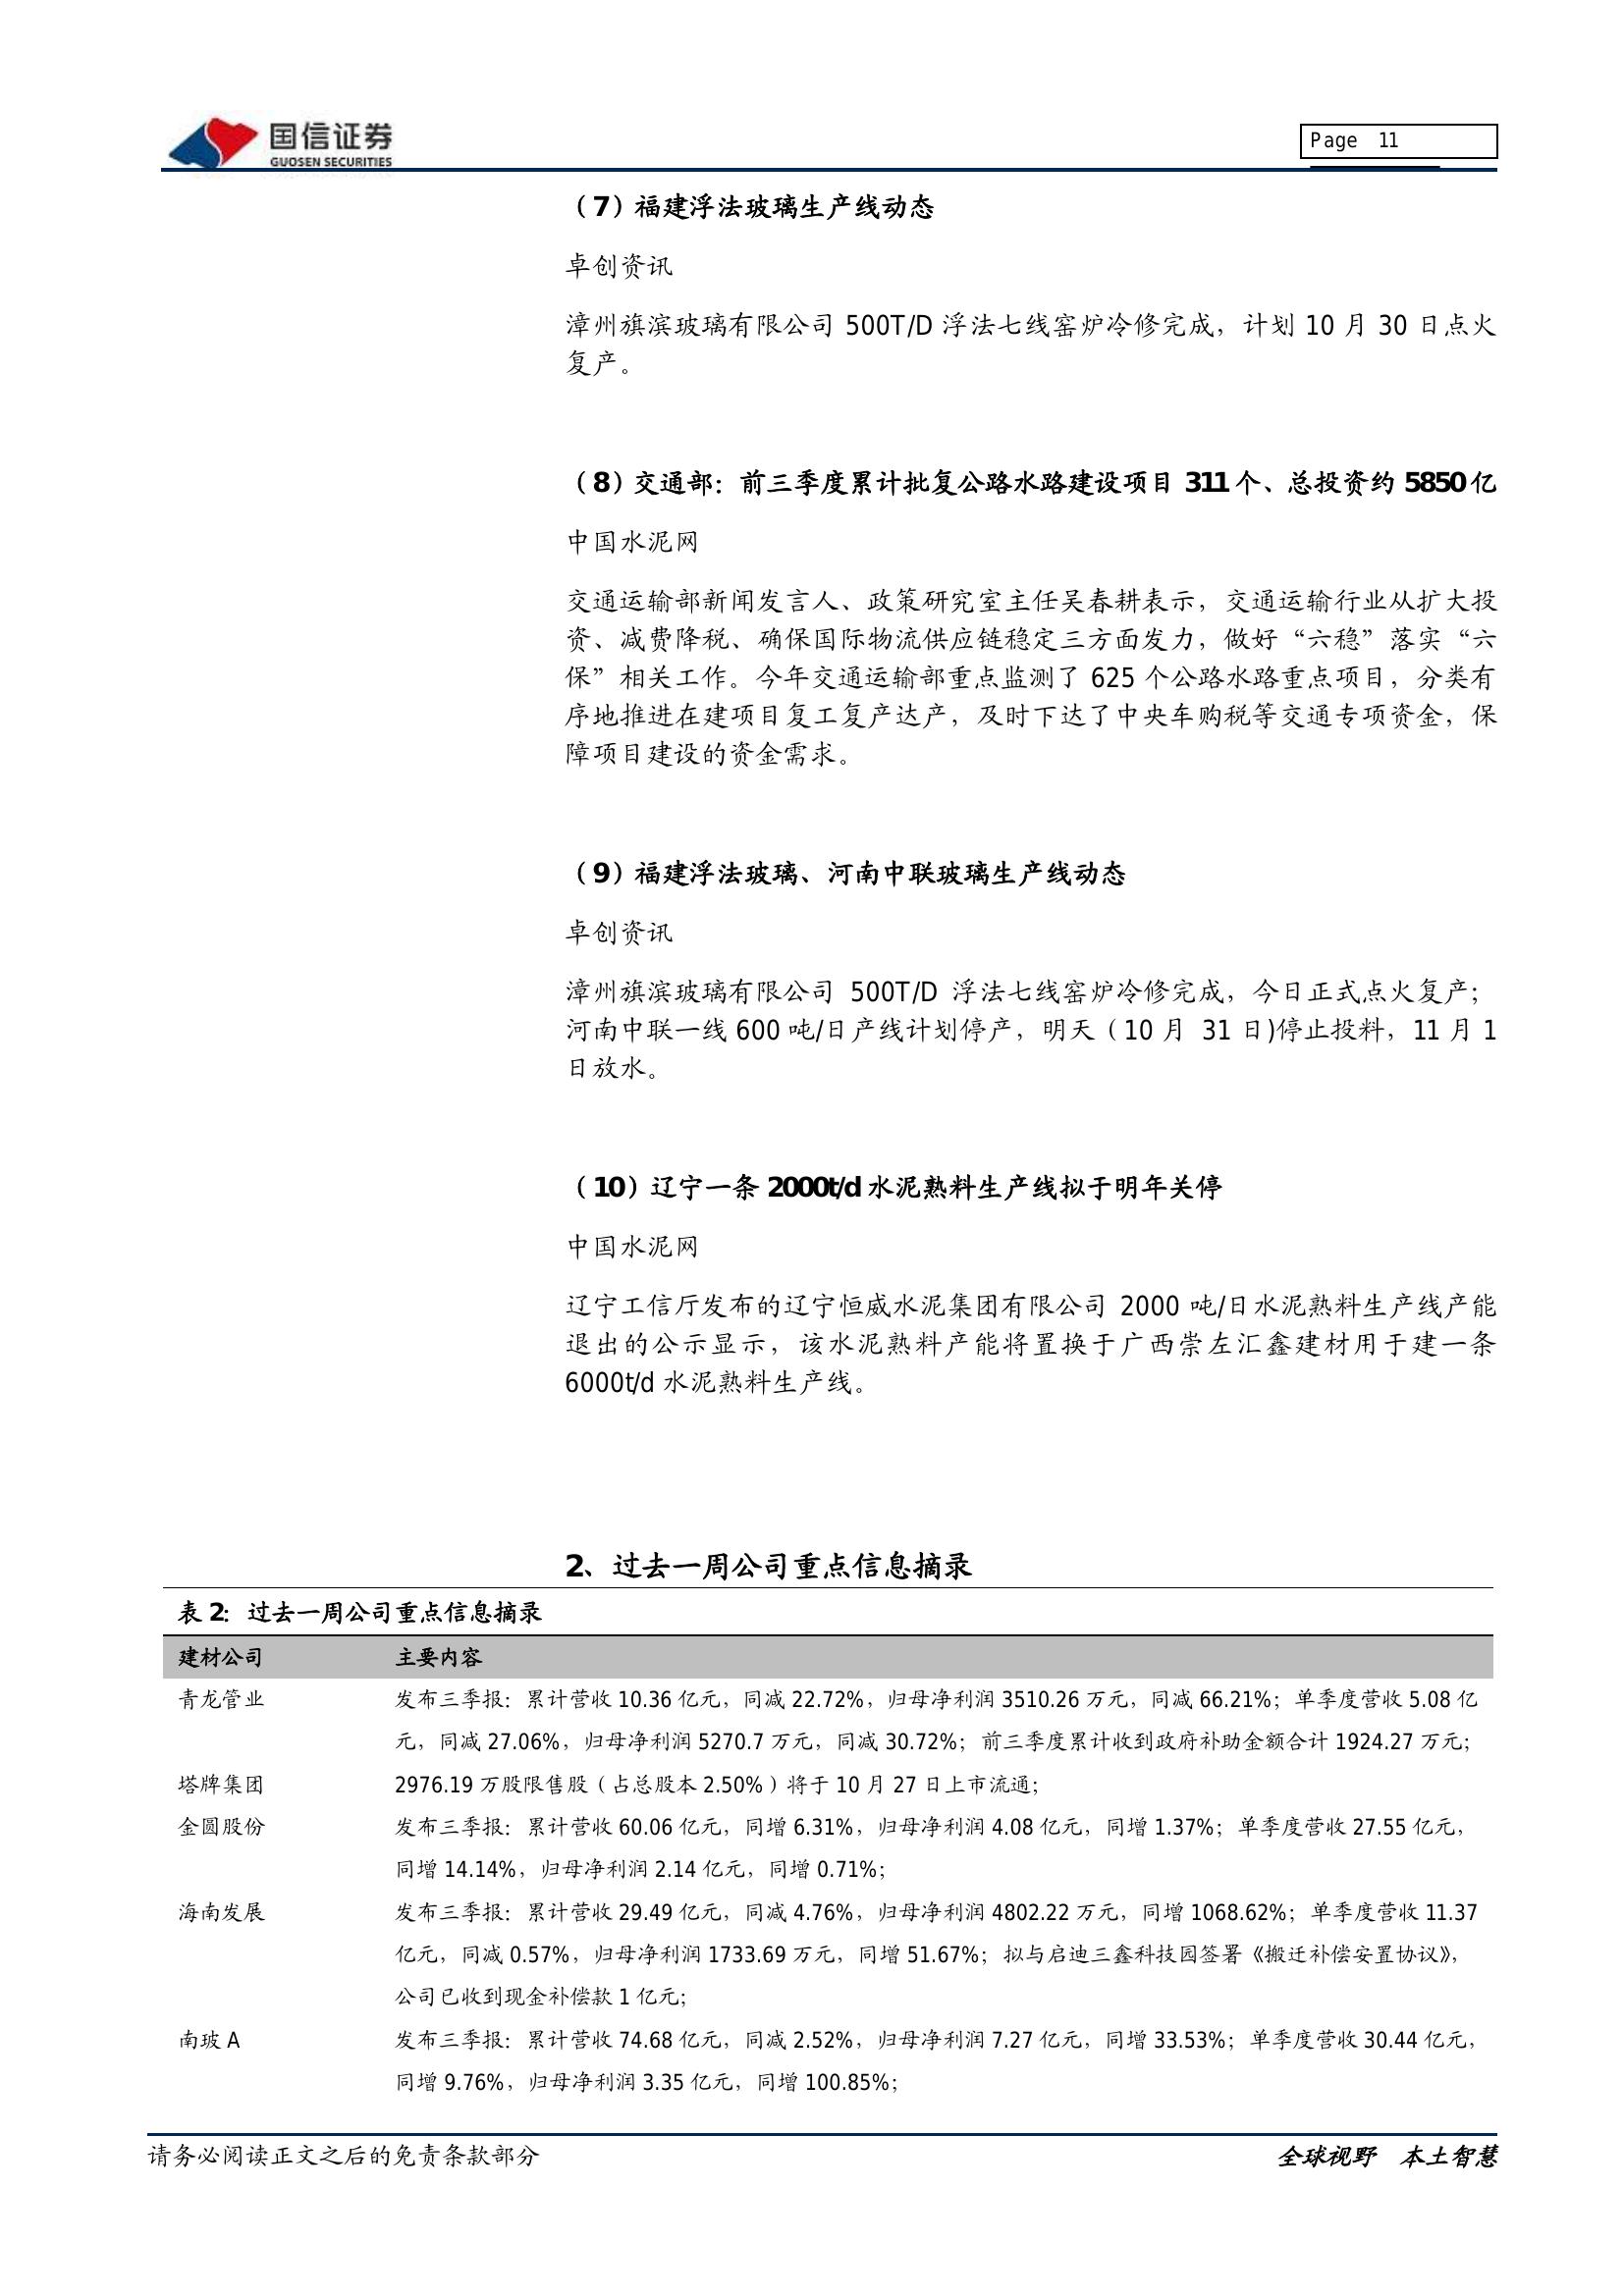 国信证券
GUOSEN SECURITIES
Page 11
（7）福建浮法玻璃生产线动态
卓创资讯
漳州旗滨玻璃有限公司 500T/D 浮法七线窑炉冷修完成，计划 10 月 30 日点火
复产。
（8）交通部：前三季度累计批复公路水路建设项目 311 个、总投资约 5850 亿
中国水泥网
交通运输部新闻发言人、政策研究室主任吴春耕表示，交通运输行业从扩大投
资、减费降税、确保国际物流供应链稳定三方面发力，做好“六稳”落实“六
保”相关工作。今年交通运输部重点监测了 625 个公路水路重点项目，分类有
序地推进在建项目复工复产达产，及时下达了中央车购税等交通专项资金，保
障项目建设的资金需求。
（9）福建浮法玻璃、河南中联玻璃生产线动态
卓创资讯
漳州旗滨玻璃有限公司 500T/D 浮法七线窑炉冷修完成，今日正式点火复产；
河南中联一线 600 吨/日产线计划停产，明天（10 月 31 日)停止投料，11 月 1
日放水。
（10）辽宁一条 2000t/d 水泥熟料生产线拟于明年关停
中国水泥网
辽宁工信厅发布的辽宁恒威水泥集团有限公司 2000 吨/日水泥熟料生产线产能
退出的公示显示，该水泥熟料产能将置换于广西崇左汇鑫建材用于建一条
6000t/d 水泥熟料生产线。
2、过去一周公司重点信息摘录
表 2：过去一周公司重点信息摘录
建材公司 主要内容
青龙管业 发布三季报：累计营收 10.36 亿元，同减 22.72%，归母净利润 3510.26 万元，同减 66.21%；单季度营收 5.08 亿
元，同减 27.06%，归母净利润 5270.7 万元，同减 30.72%；前三季度累计收到政府补助金额合计 1924.27 万元；
塔牌集团 2976.19 万股限售股（占总股本 2.50%）将于 10 月 27 日上市流通；
金圆股份 发布三季报：累计营收 60.06 亿元，同增 6.31%，归母净利润 4.08 亿元，同增 1.37%；单季度营收 27.55 亿元，
同增 14.14%，归母净利润 2.14 亿元，同增 0.71%；
海南发展 发布三季报：累计营收 29.49 亿元，同减 4.76%，归母净利润 4802.22 万元，同增 1068.62%；单季度营收 11.37
亿元，同减 0.57%，归母净利润 1733.69 万元，同增 51.67%；拟与启迪三鑫科技园签署《搬迁补偿安置协议》，
公司已收到现金补偿款 1 亿元；
南玻 A 发布三季报：累计营收 74.68 亿元，同减 2.52%，归母净利润 7.27 亿元，同增 33.53%；单季度营收 30.44 亿元，
同增 9.76%，归母净利润 3.35 亿元，同增 100.85%；
请务必阅读正文之后的免责条款部分 全球视野 本土智慧